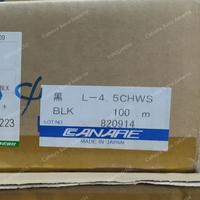 黒 L-4.5CHWS
BLK 100.m
LOT NO 820914
CANARE
MADE IN JAPAN
223